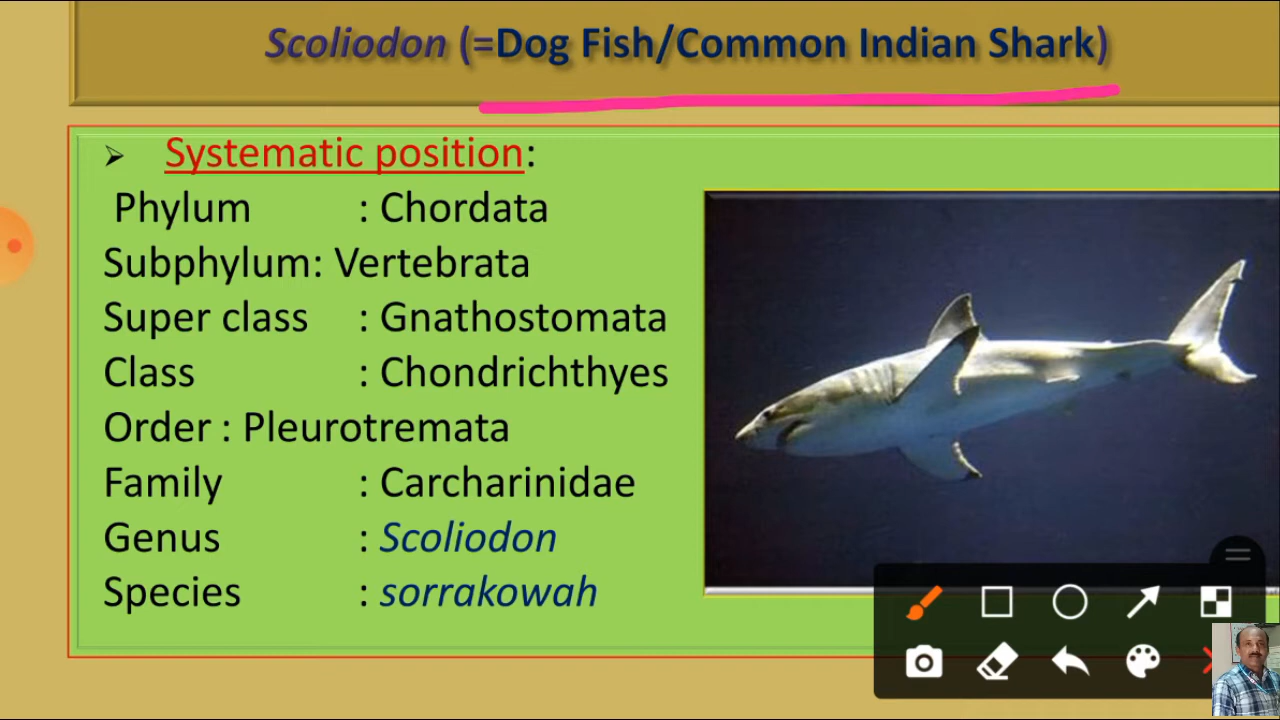 Scoliodon (=Dog Fish/Common Indian Shark)
➢ Systematic position:
Phylum : Chordata
Subphylum: Vertebrata
Super class : Gnathostomata
Class : Chondrichthyes
Order : Pleurotremata
Family : Carcharinidae
Genus : Scoliodon
Species : sorrakowah